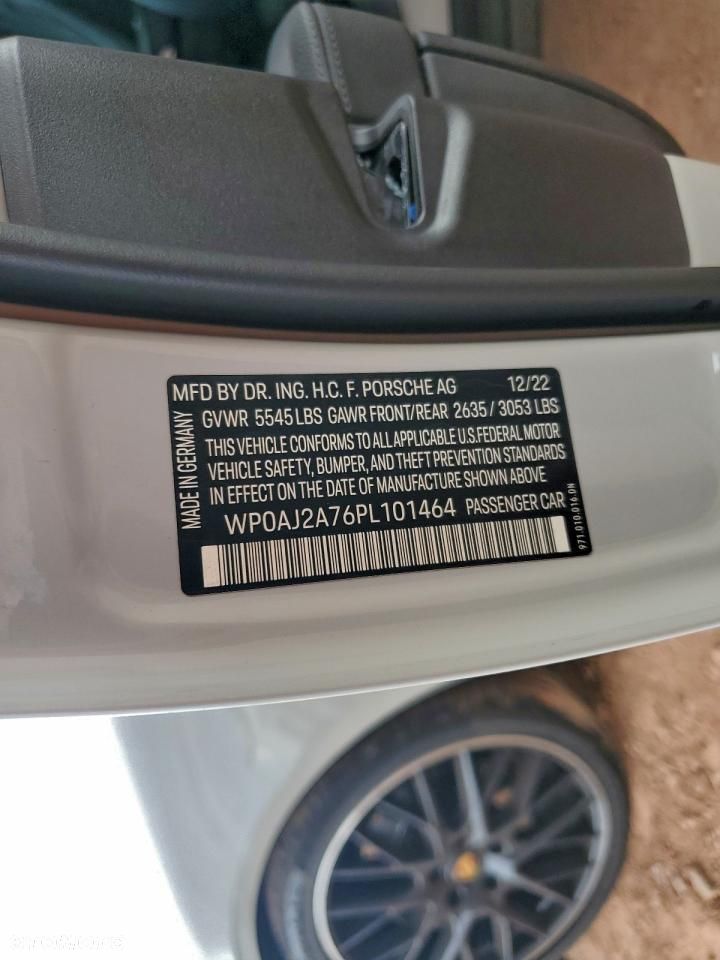 MFD BY DR. ING. H.C. F. PORSCHE AG 12/22
GVWR 5545 LBS GAWR FRONT/REAR 2635 / 3053 LBS
THIS VEHICLE CONFORMS TO ALL APPLICABLE U.S.FEDERAL MOTOR
VEHICLE SAFETY, BUMPER, AND THEFT PREVENTION STANDARDS
IN EFFECT ON THE DATE OF MANUFACTURE SHOWN ABOVE
WP0AJ2A76PL101464 PASSENGER CAR
MADE IN GERMANY
971.010.016.0N
otomoto